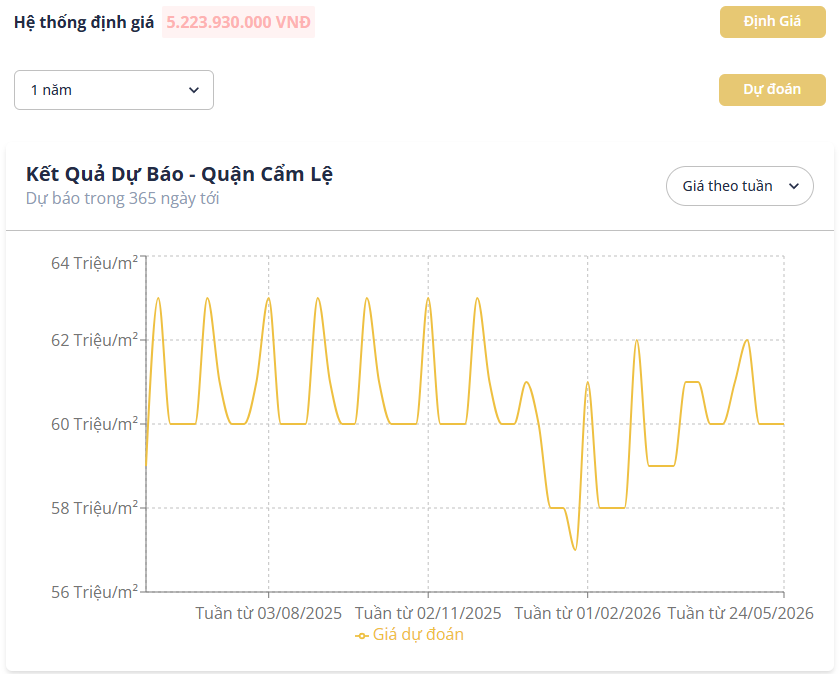 Hệ thống định giá 5.223.930.000 VNĐ Định Giá
1 năm Dự đoán
Kết Quả Dự Báo - Quận Cẩm Lệ
Dự báo trong 365 ngày tới
Giá theo tuần
64 Triệu/m²
62 Triệu/m²
60 Triệu/m²
58 Triệu/m²
56 Triệu/m²
Tuần từ 03/08/2025 Tuần từ 02/11/2025 Tuần từ 01/02/2026 Tuần từ 24/05/2026
Giá dự đoán